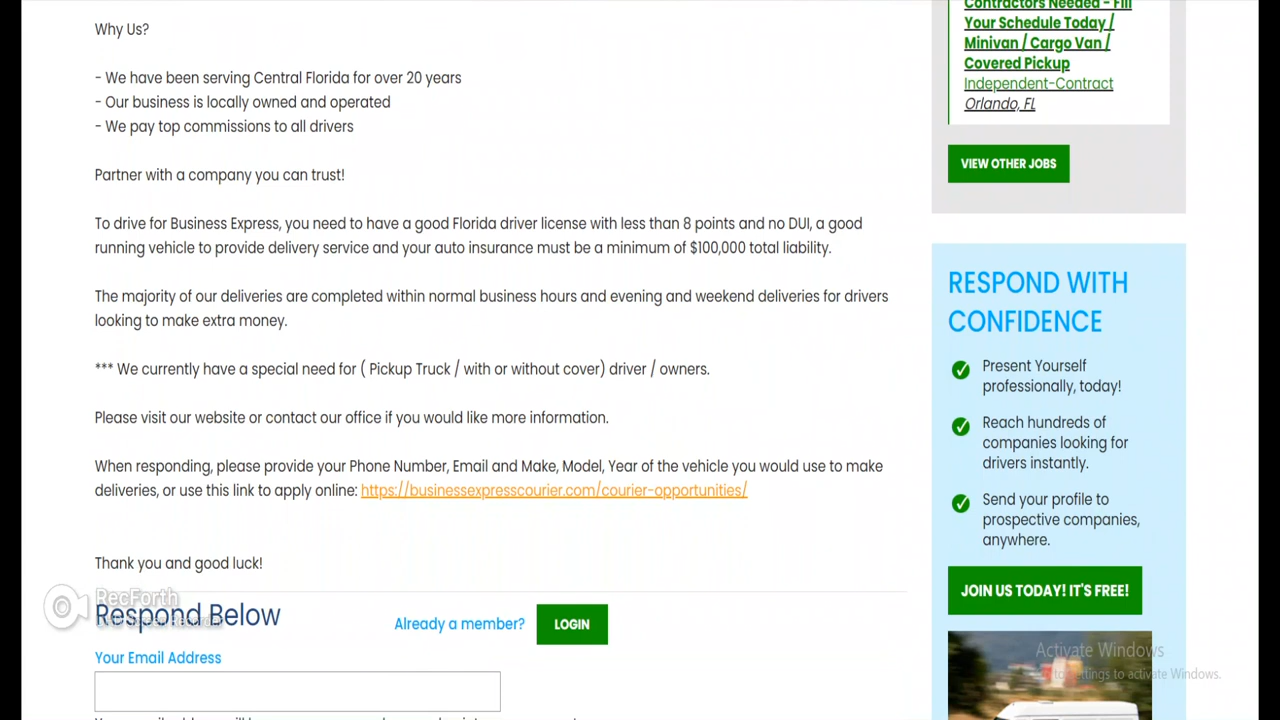 Why Us?
- We have been serving Central Florida for over 20 years
- Our business is locally owned and operated
- We pay top commissions to all drivers
Partner with a company you can trust!
To drive for Business Express, you need to have a good Florida driver license with less than 8 points and no DUI, a good
running vehicle to provide delivery service and your auto insurance must be a minimum of $100,000 total liability.
The majority of our deliveries are completed within normal business hours and evening and weekend deliveries for drivers
looking to make extra money.
*** We currently have a special need for ( Pickup Truck / with or without cover) driver / owners.
Please visit our website or contact our office if you would like more information.
When responding, please provide your Phone Number, Email and Make, Model, Year of the vehicle you would use to make
deliveries, or use this link to apply online: https://businessexpresscourier.com/courier-opportunities/
Thank you and good luck!
RecForth
Respond Below
Already a member?
LOGIN
Your Email Address
Contractors Needed - Fill
Your Schedule Today /
Minivan / Cargo Van /
Covered Pickup
Independent-Contract
Orlando, FL
VIEW OTHER JOBS
RESPOND WITH
CONFIDENCE
Present Yourself
professionally, today!
Reach hundreds of
companies looking for
drivers instantly.
Send your profile to
prospective companies,
anywhere.
JOIN US TODAY! IT'S FREE!
Activate Windows
to settings to activate Windows.